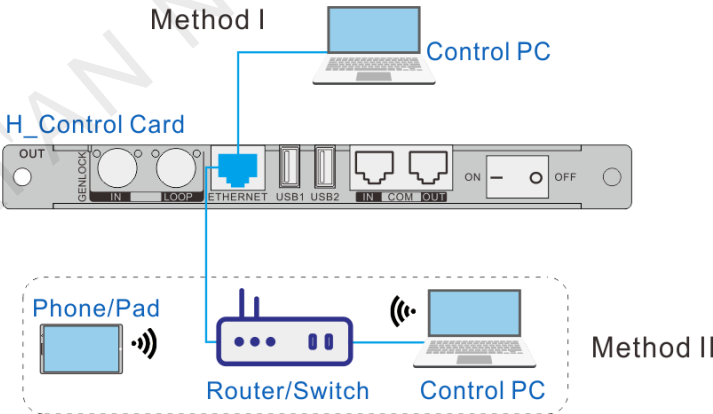 Method I
Control PC
H_Control Card
OUT
GENLOCK
IN
LOOP
ETHERNET
USB1
USB2
IN
COM
OUT
ON
OFF
Phone/Pad
Router/Switch
Control PC
Method II